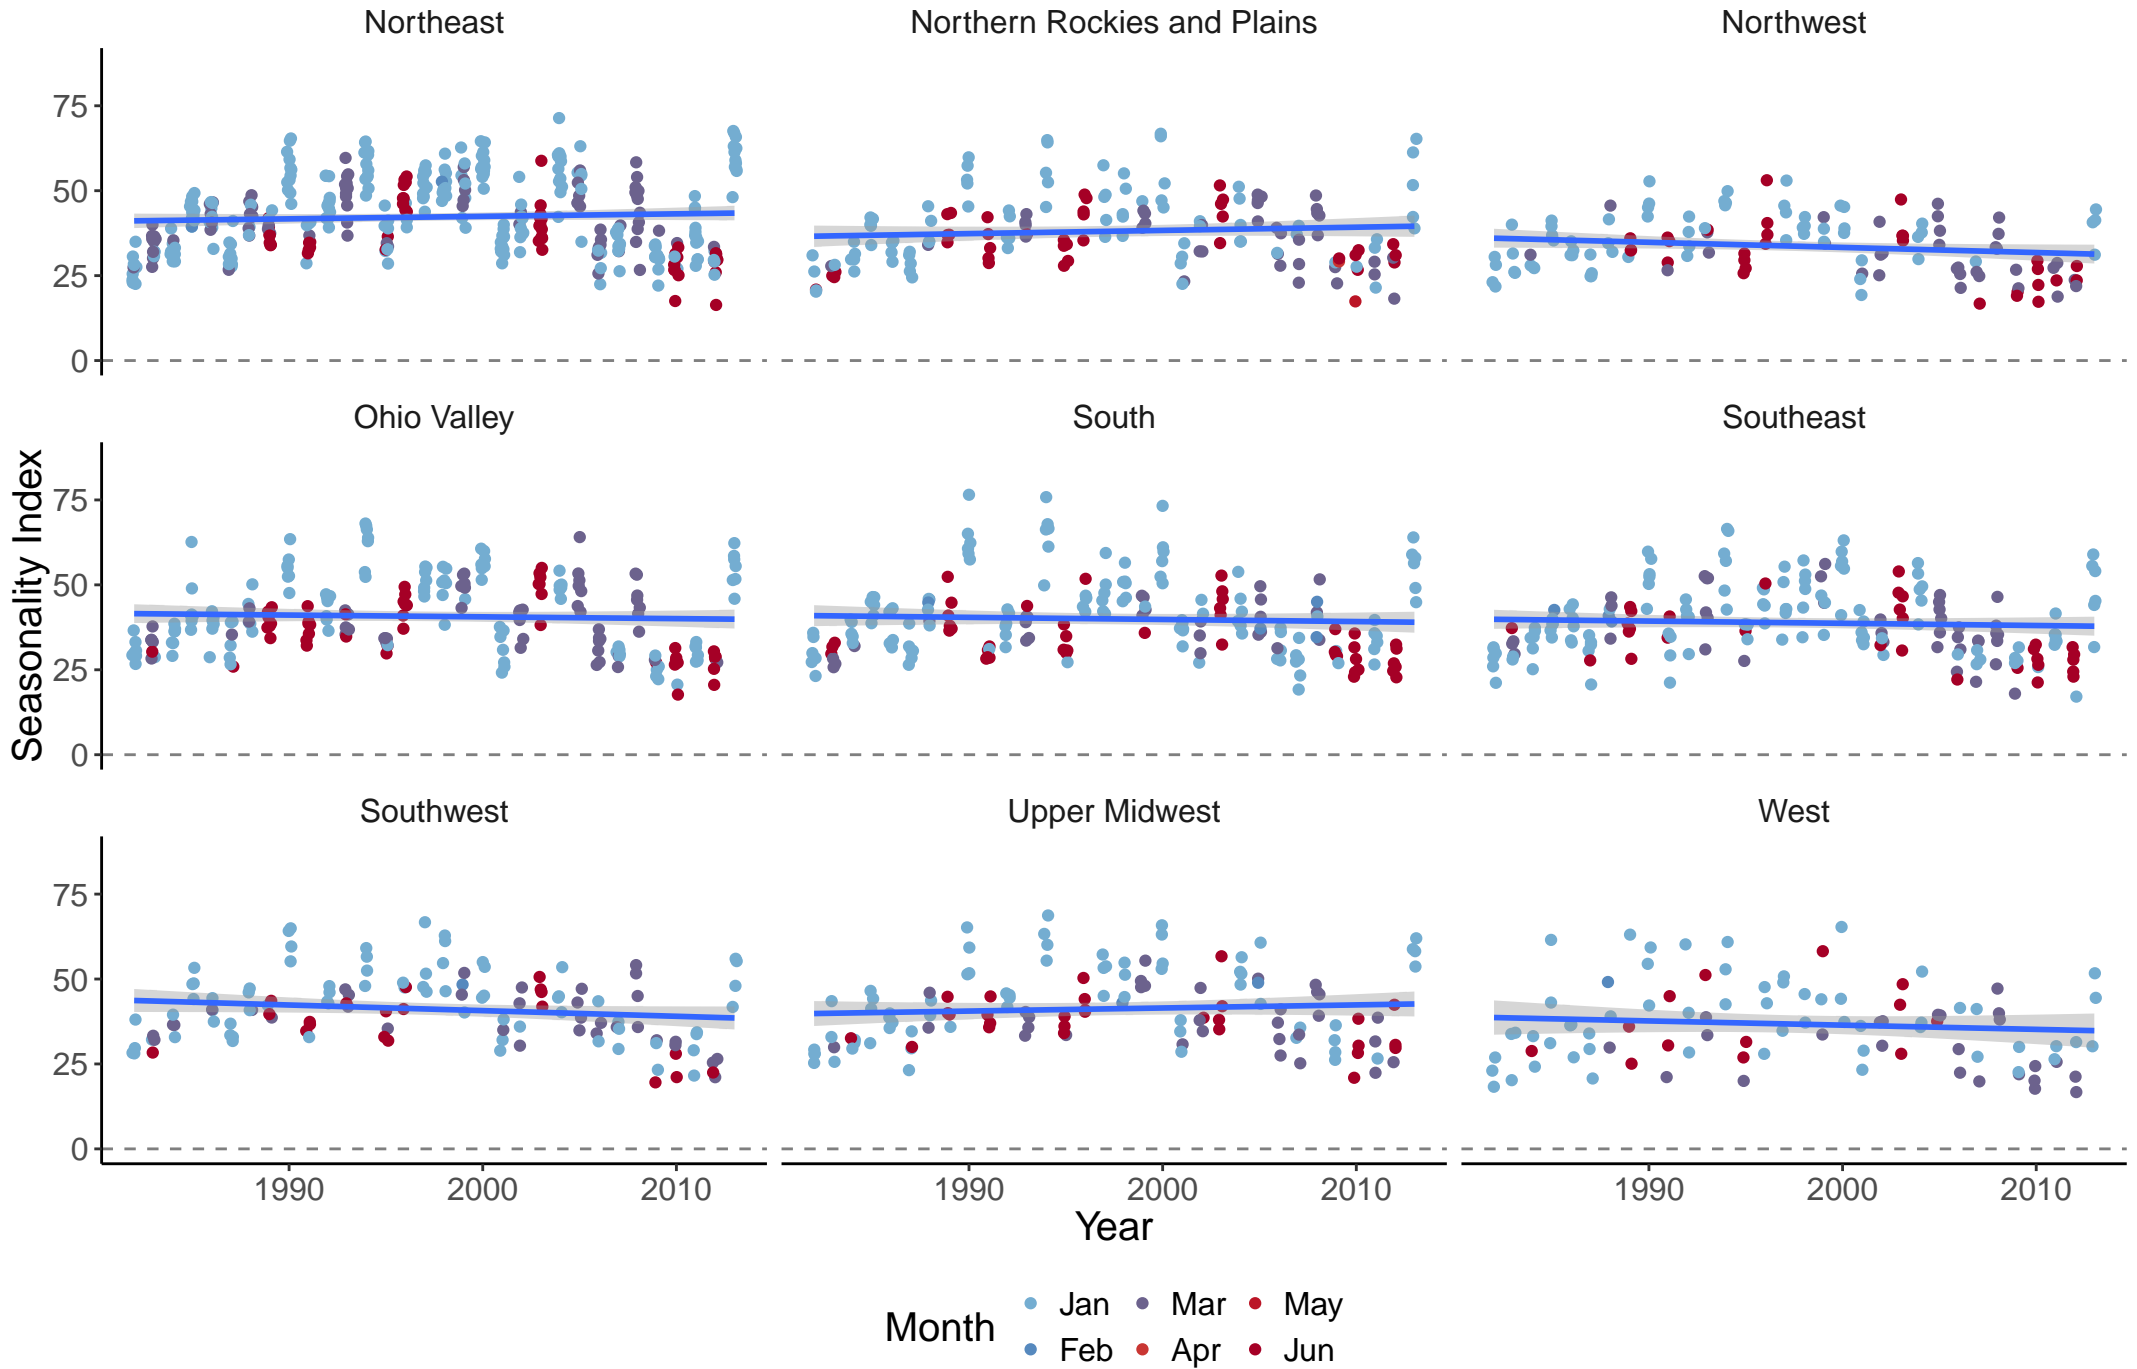 Northeast Northern Rockies and Plains Northwest
75
50
25
0
Ohio Valley South Southeast
Seasonality Index
75
50
25
0
Southwest Upper Midwest West
75
50
25
0
1990 2000 2010 1990 2000 2010 1990 2000 2010
Year
Month
Jan Mar May
Feb Apr Jun